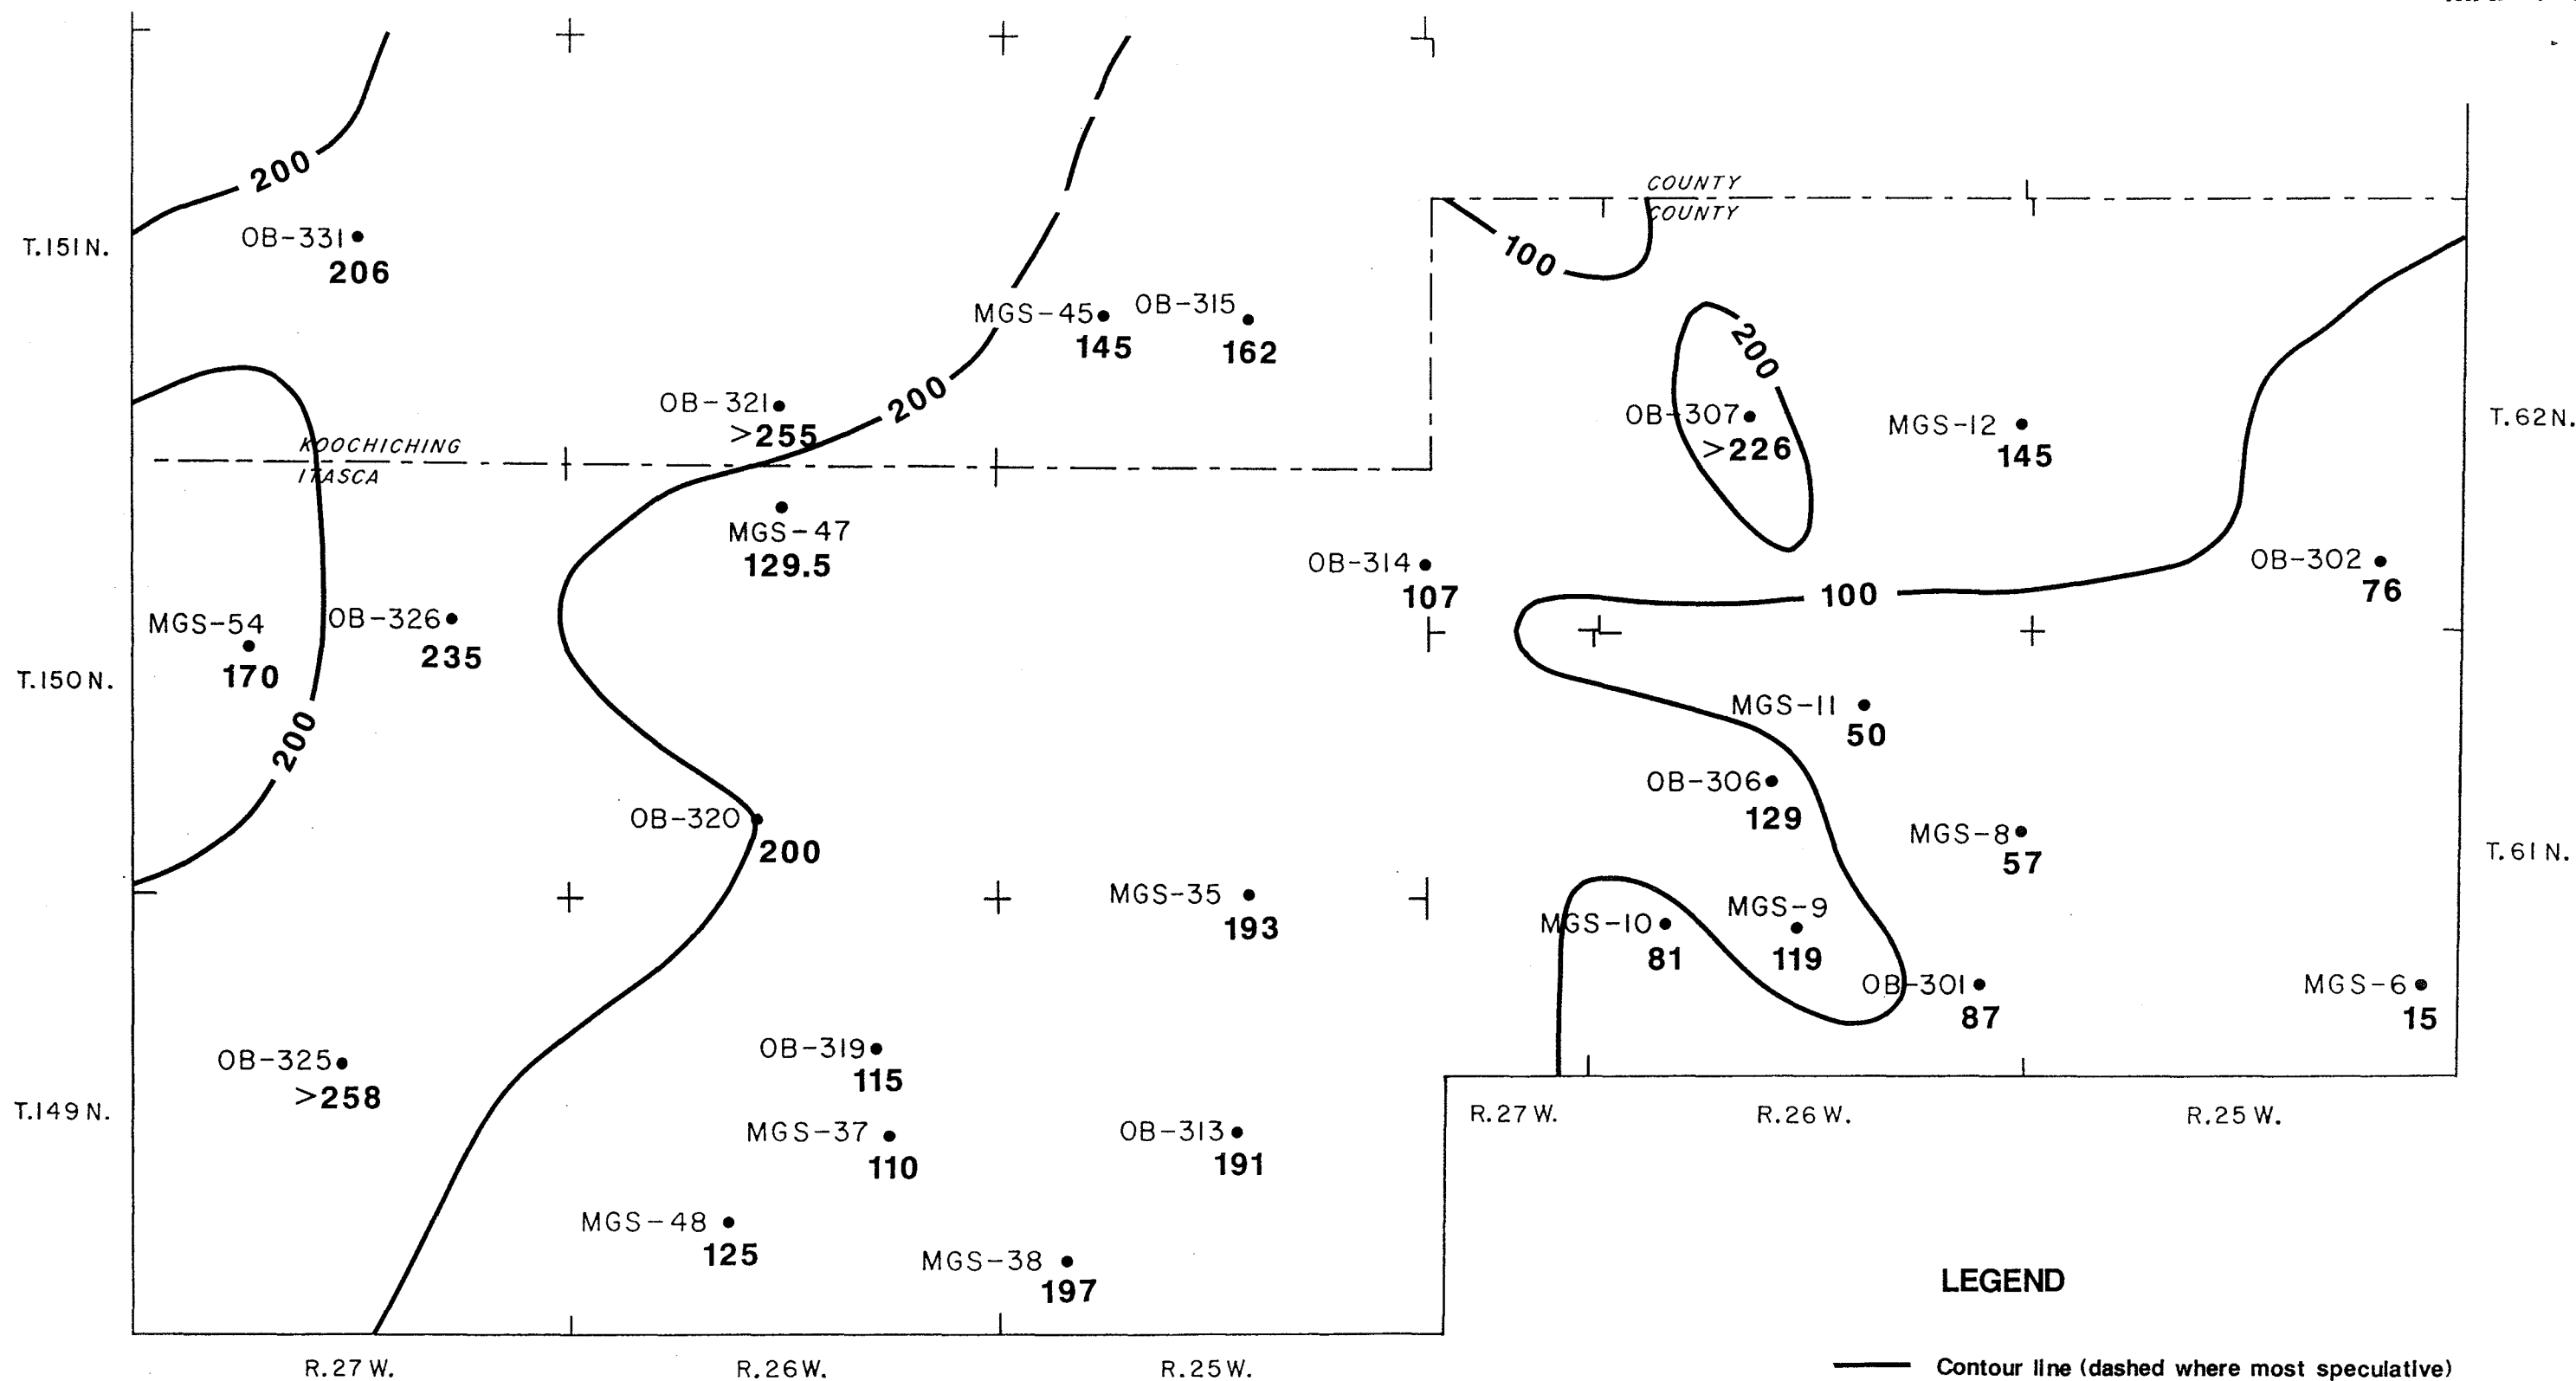 200
COUNTY
COUNTY
T.151N.
OB-331
206
100
MGS-45
145
OB-315
162
200
200
OB-321
>255
OB-307
>226
MGS-12
145
T.62N.
KOOCHICHING
ITASCA
MGS-47
129.5
OB-314
107
OB-302
76
100
MGS-54
170
OB-326
235
T.150N.
200
MGS-11
50
OB-306
129
OB-320
200
MGS-8
57
T.61N.
MGS-35
193
MGS-10
81
MGS-9
119
OB-301
87
MGS-6
15
OB-325
>258
OB-319
115
T.149N.
MGS-37
110
OB-313
191
R.27W.
R.26W.
R.25W.
MGS-48
125
MGS-38
197
LEGEND
R.27W.
R.26W.
R.25W.
Contour line (dashed where most speculative)